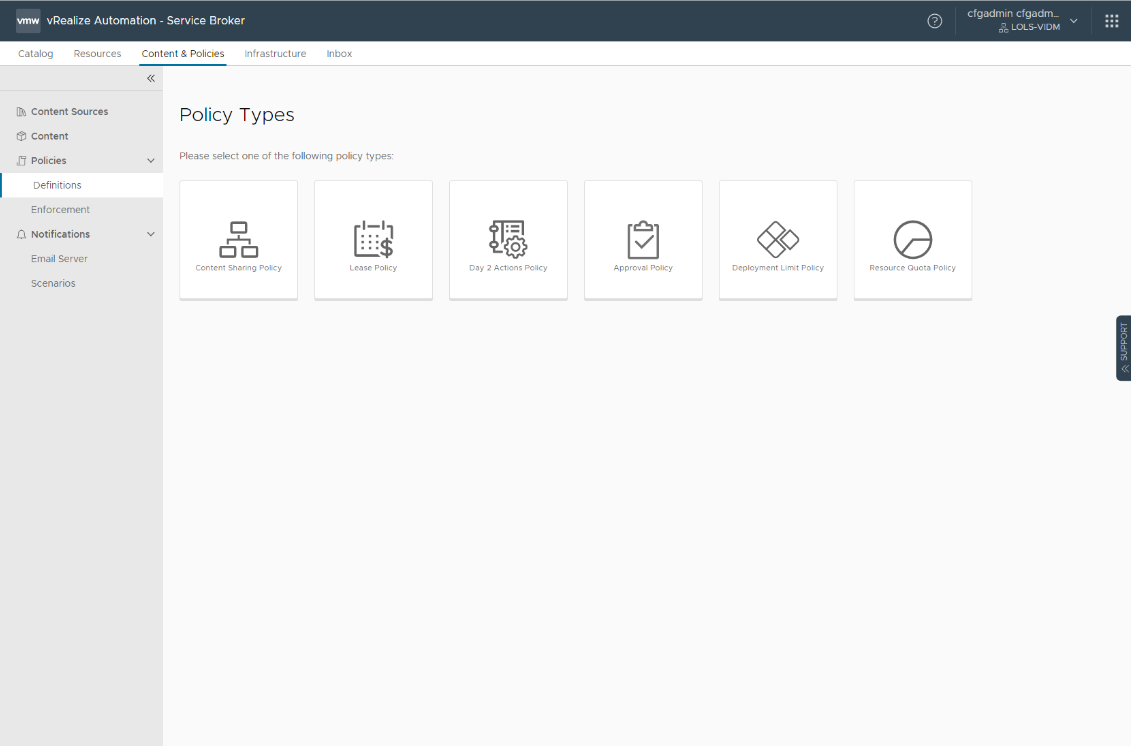 vmw vRealize Automation - Service Broker
cfgadmin cfgadm...
LOLS-VIDM
Catalog Resources Content & Policies Infrastructure Inbox
Content Sources
Content
Policies
Definitions
Enforcement
Notifications
Email Server
Scenarios
Policy Types
Please select one of the following policy types:
Content Sharing Policy
Lease Policy
Day 2 Actions Policy
Approval Policy
Deployment Limit Policy
Resource Quota Policy
SUPPORT